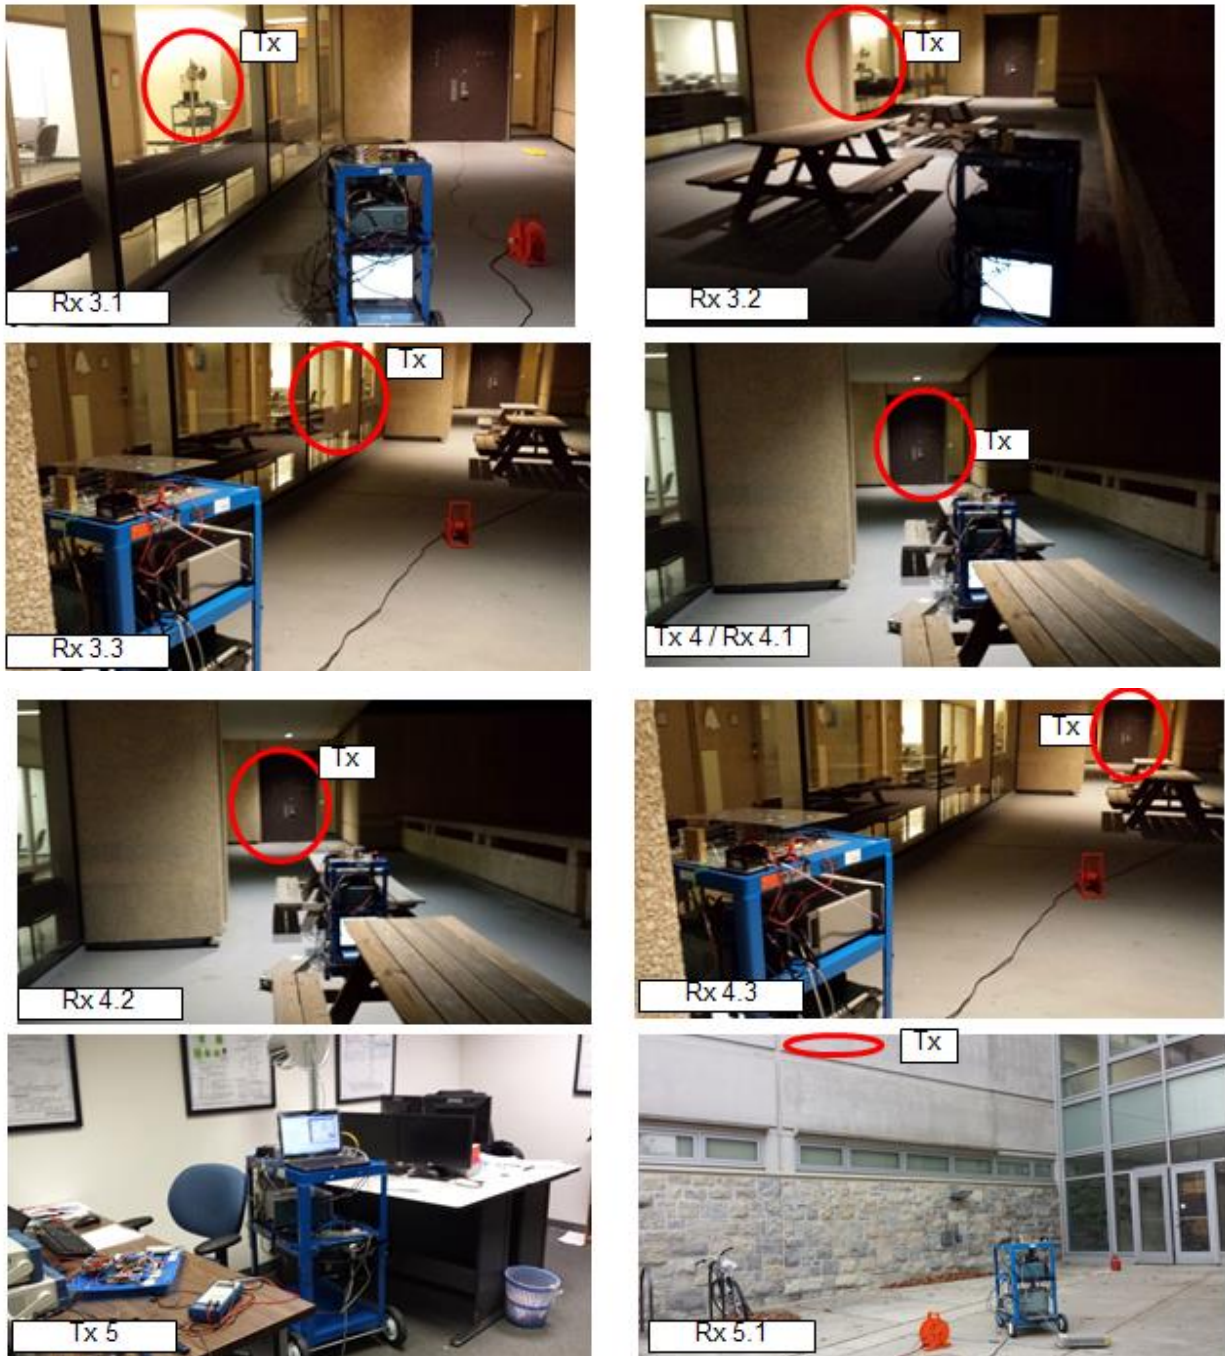 Tx
Rx 3.1
Tx
Rx 3.2
Tx
Rx 3.3
Tx
Tx 4 / Rx 4.1
Tx
Rx 4.2
Tx
Rx 4.3
Tx 5
Tx
Rx 5.1